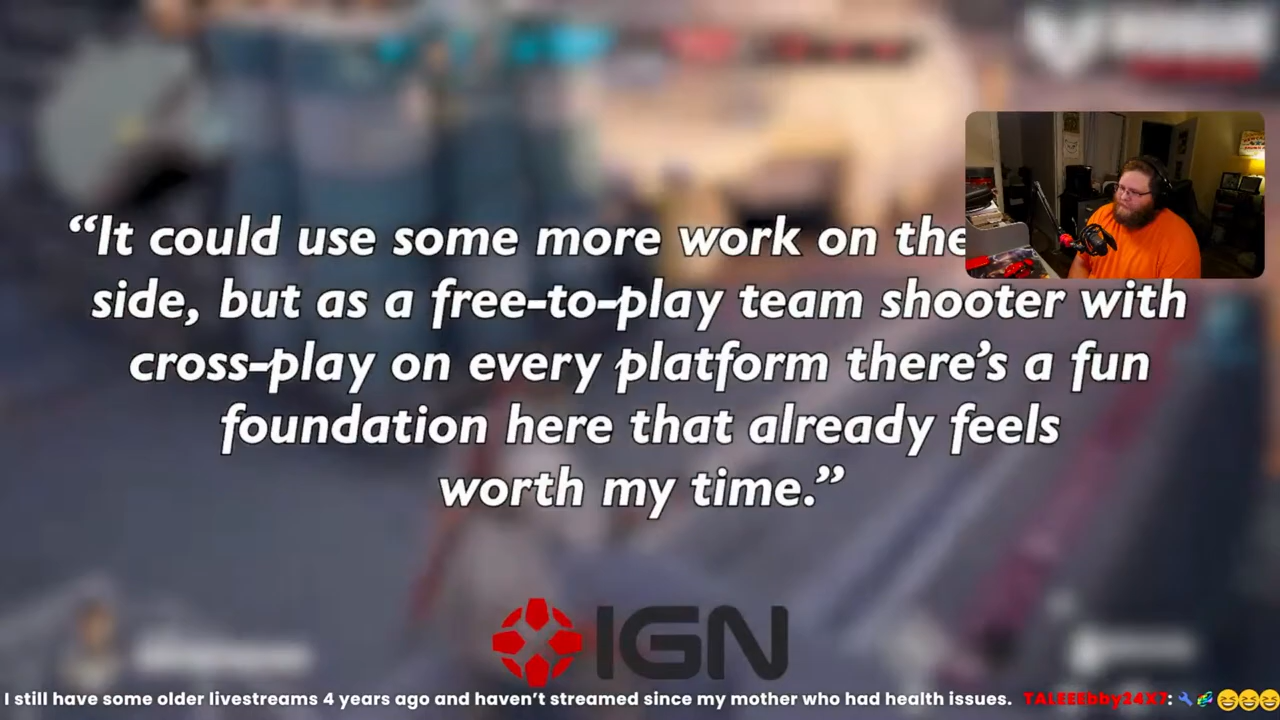 “It could use some more work on the
side, but as a free-to-play team shooter with
cross-play on every platform there’s a fun
foundation here that already feels
worth my time.”
IGN
I still have some older livestreams 4 years ago and haven’t streamed since my mother who had health issues. TALEEEbby24X7: 🔧 😆😆😆